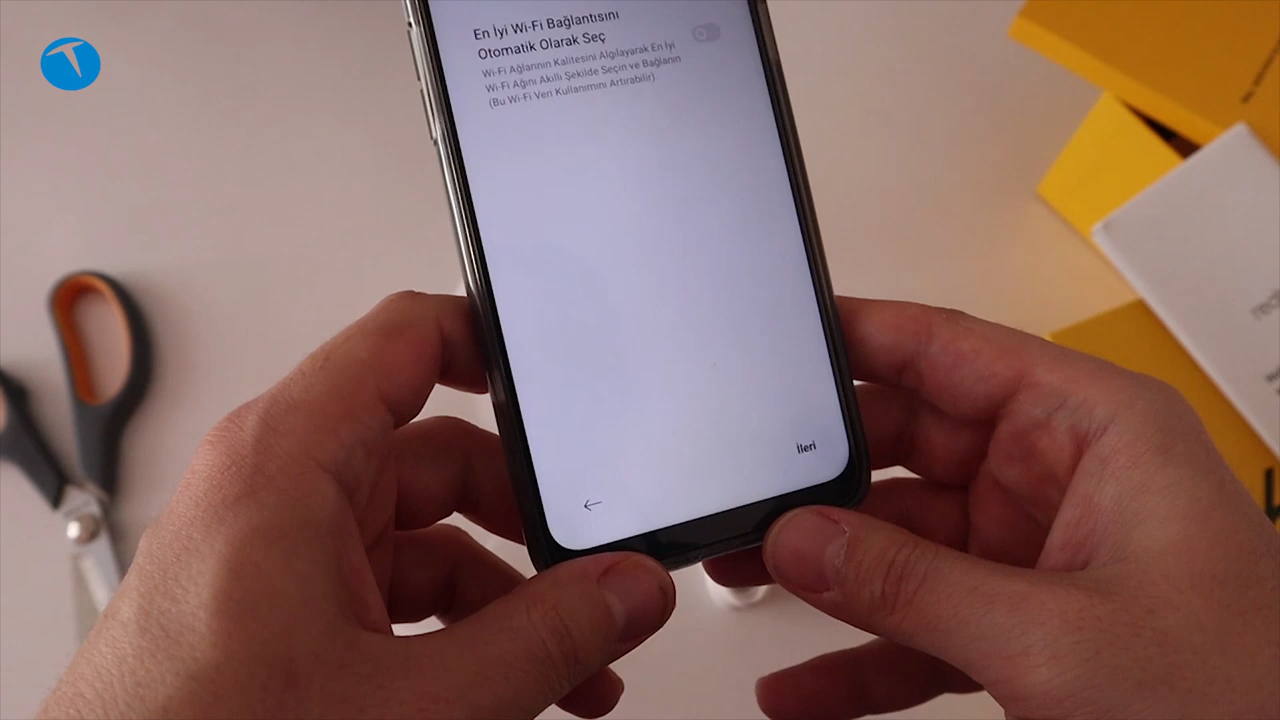 En İyi Wi-Fi Bağlantısını
Otomatik Olarak Seç
Wi-Fi Ağlarının Kalitesini Algılayarak En İyi
Wi-Fi Ağını Akıllı Şekilde Seçin ve Bağlanın
(Bu Wi-Fi Veri Kullanımını Artırabilir)
İleri